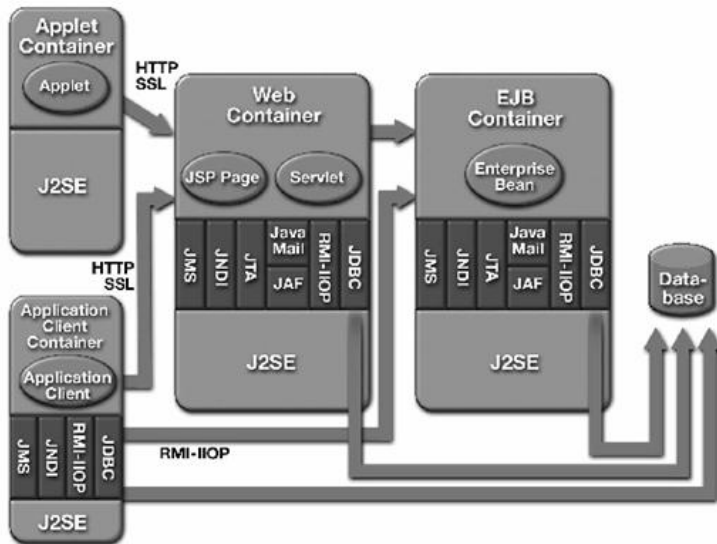 Applet
Container
Applet
J2SE
HTTP
SSL
Web
Container
JSP Page
Servlet
JMS
JNDI
JTA
Java
Mail
JAF
RMI-IIOP
JDBC
J2SE
EJB
Container
Enterprise
Bean
JMS
JNDI
JTA
Java
Mail
JAF
RMI-IIOP
JDBC
J2SE
Data-
base
HTTP
SSL
Application
Client
Container
Application
Client
JMS
JNDI
RMI-IIOP
JDBC
J2SE
RMI-IIOP